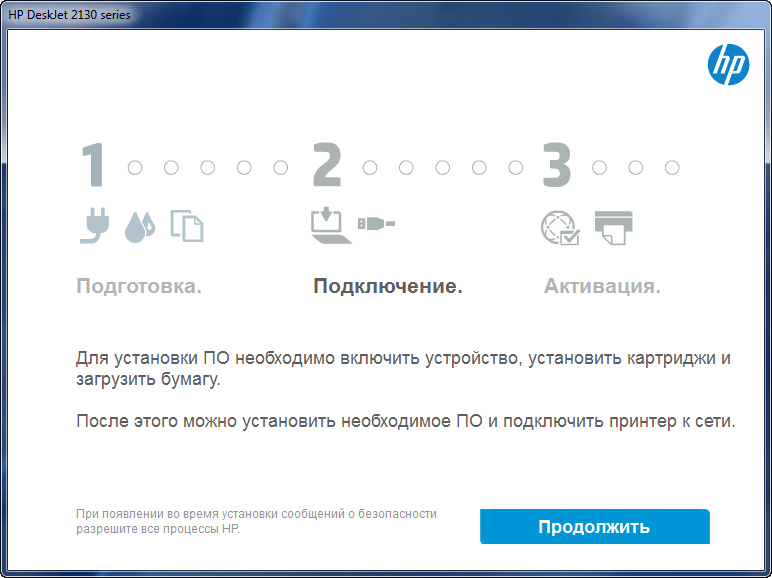 HP DeskJet 2130 series
hp
1 2 3
Подготовка. Подключение. Активация.
Для установки ПО необходимо включить устройство, установить картриджи и
загрузить бумагу.
После этого можно установить необходимое ПО и подключить принтер к сети.
При появлении во время установки сообщений о безопасности
разрешите все процессы HP.
Продолжить